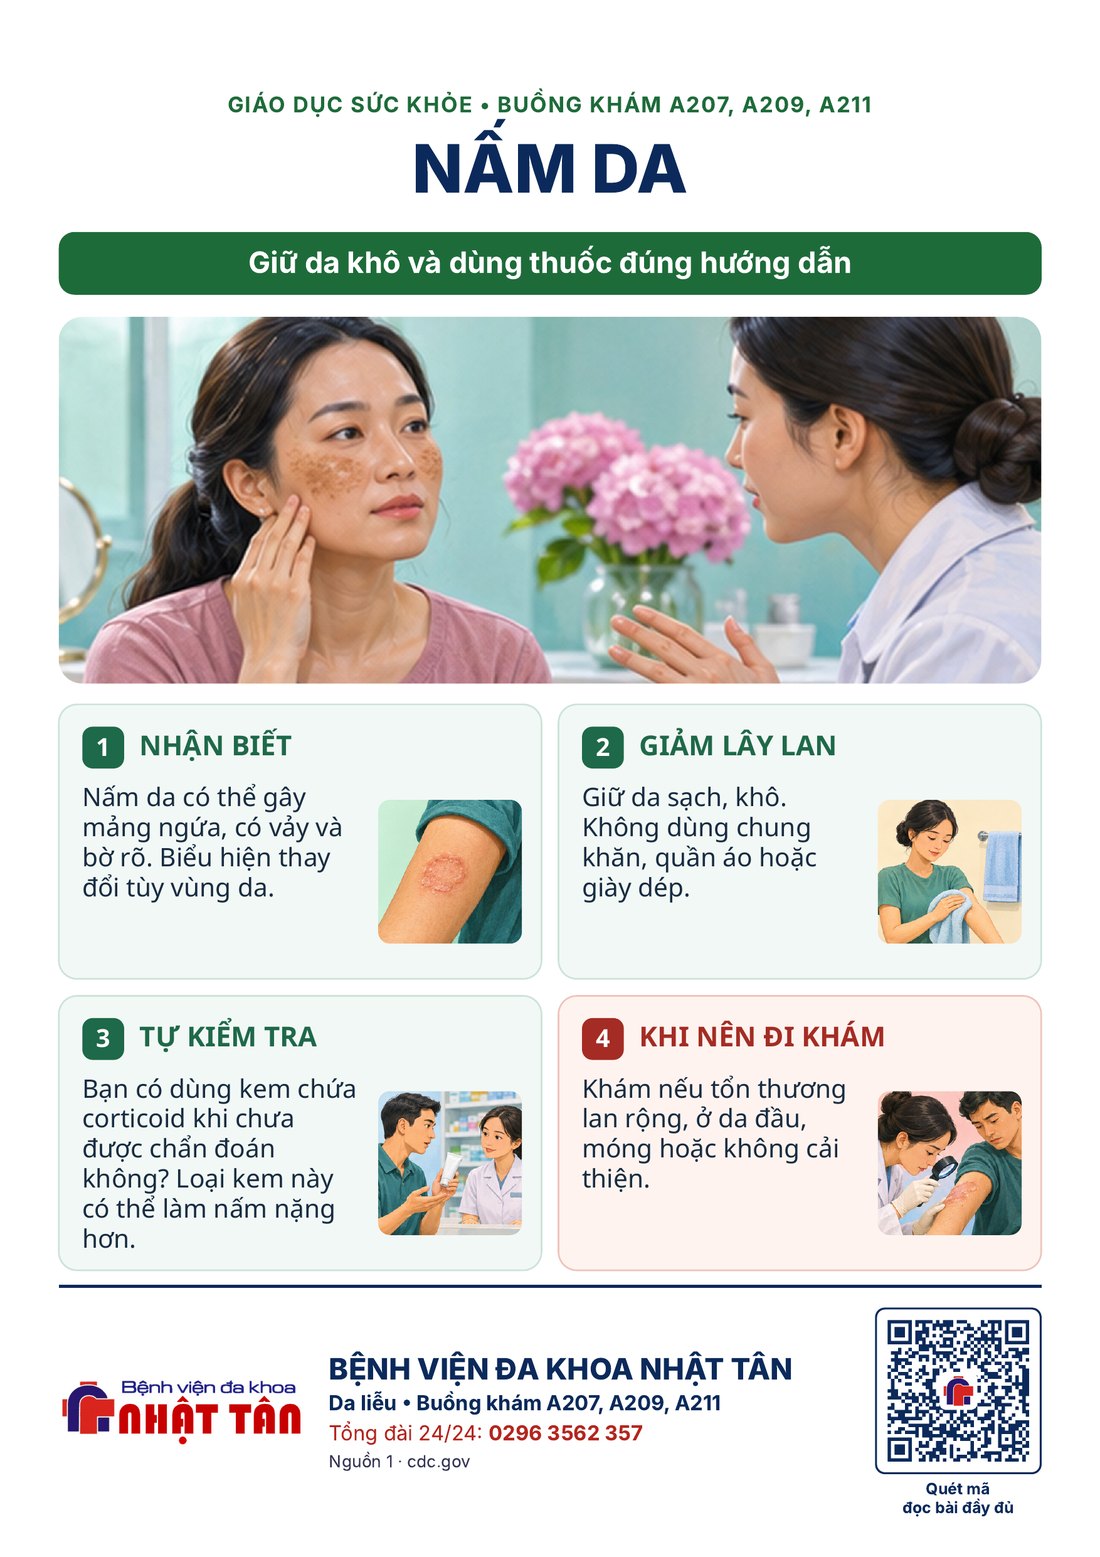 GIÁO DỤC SỨC KHỎE • BUỒNG KHÁM A207, A209, A211
NẤM DA
Giữ da khô và dùng thuốc đúng hướng dẫn
1 NHẬN BIẾT
Nấm da có thể gây
mảng ngứa, có vảy và
bờ rõ. Biểu hiện thay
đổi tùy vùng da.
2 GIẢM LÂY LAN
Giữ da sạch, khô.
Không dùng chung
khăn, quần áo hoặc
giày dép.
3 TỰ KIỂM TRA
Bạn có dùng kem chứa
corticoid khi chưa
được chẩn đoán
không? Loại kem này
có thể làm nấm nặng
hơn.
4 KHI NÊN ĐI KHÁM
Khám nếu tổn thương
lan rộng, ở da đầu,
móng hoặc không cải
thiện.
Bệnh viện đa khoa
NHẬT TÂN
BỆNH VIỆN ĐA KHOA NHẬT TÂN
Da liễu • Buồng khám A207, A209, A211
Tổng đài 24/24: 0296 3562 357
Nguồn 1 · cdc.gov
Quét mã
đọc bài đầy đủ